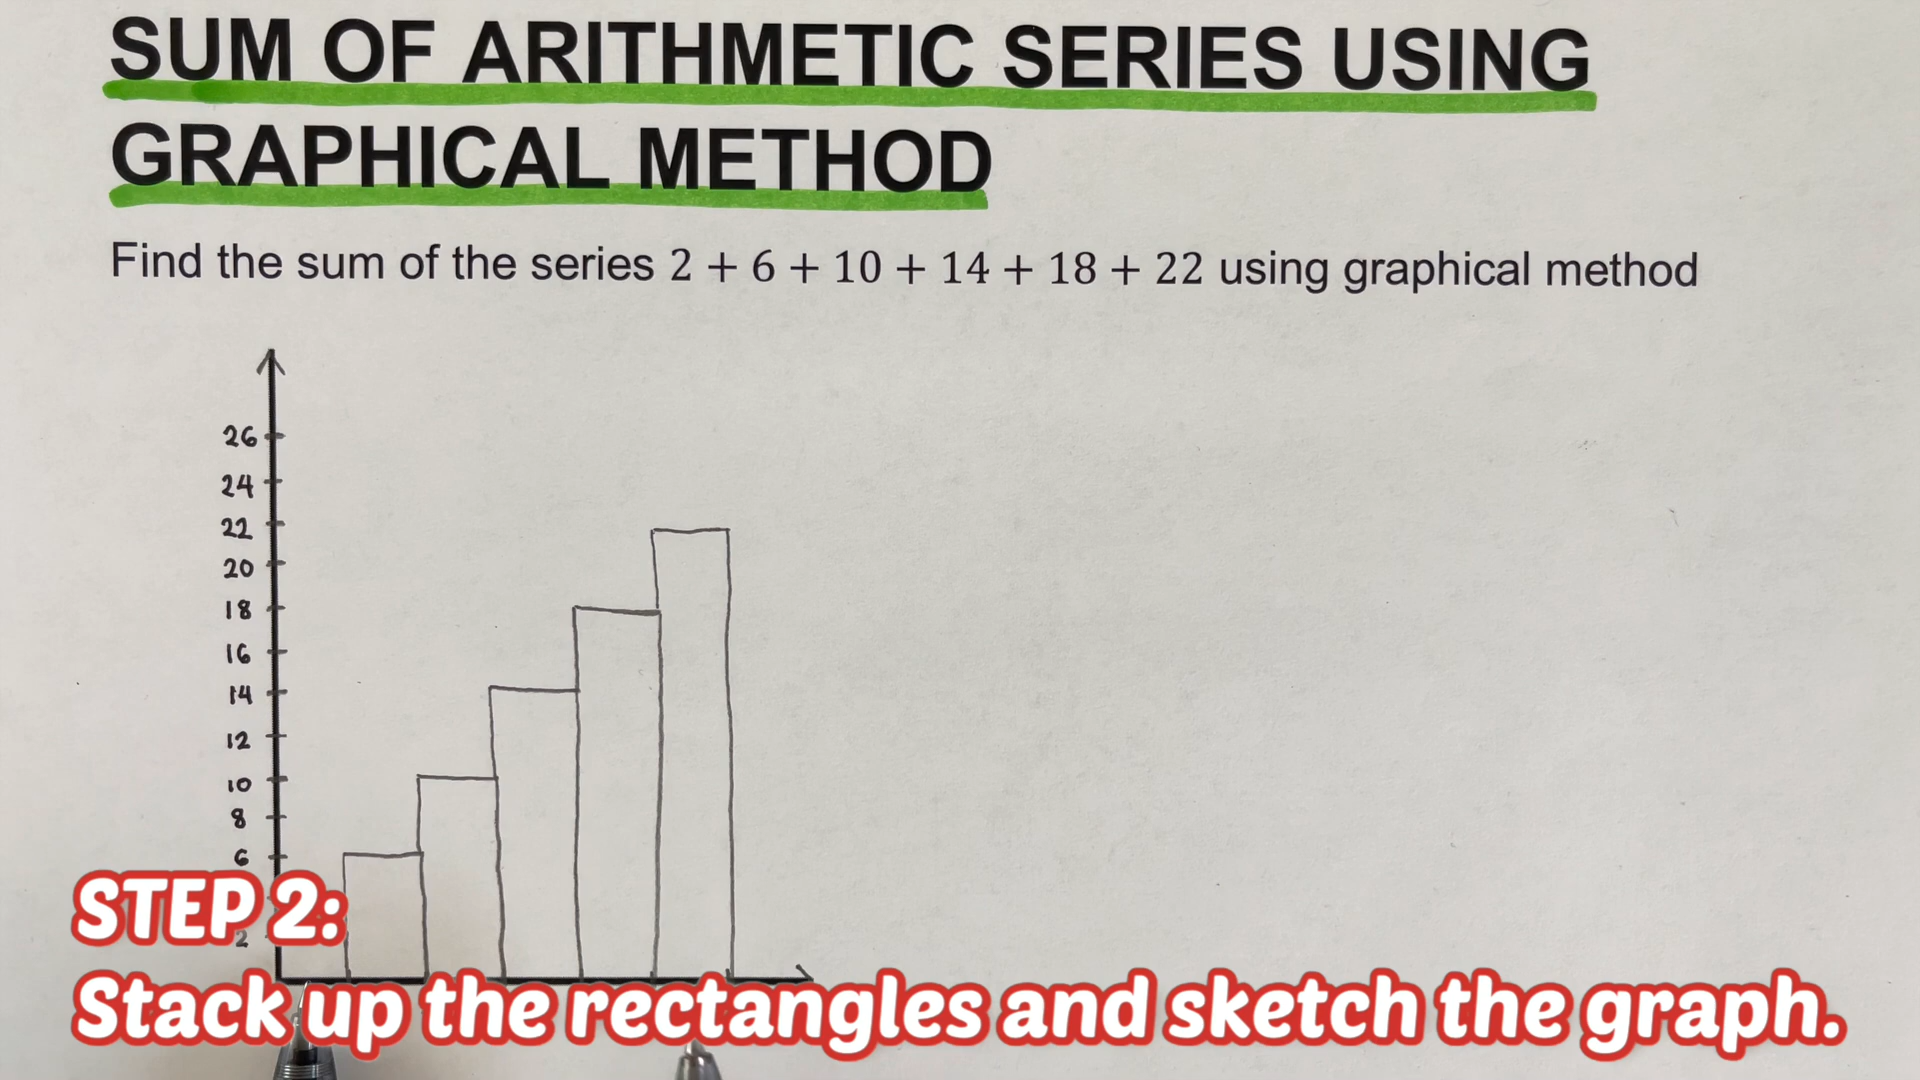 SUM OF ARITHMETIC SERIES USING
GRAPHICAL METHOD
Find the sum of the series 2 + 6 + 10 + 14 + 18 + 22 using graphical method
26
24
22
20
18
16
14
12
10
8
6
STEP 2:
2
Stack up the rectangles and sketch the graph.